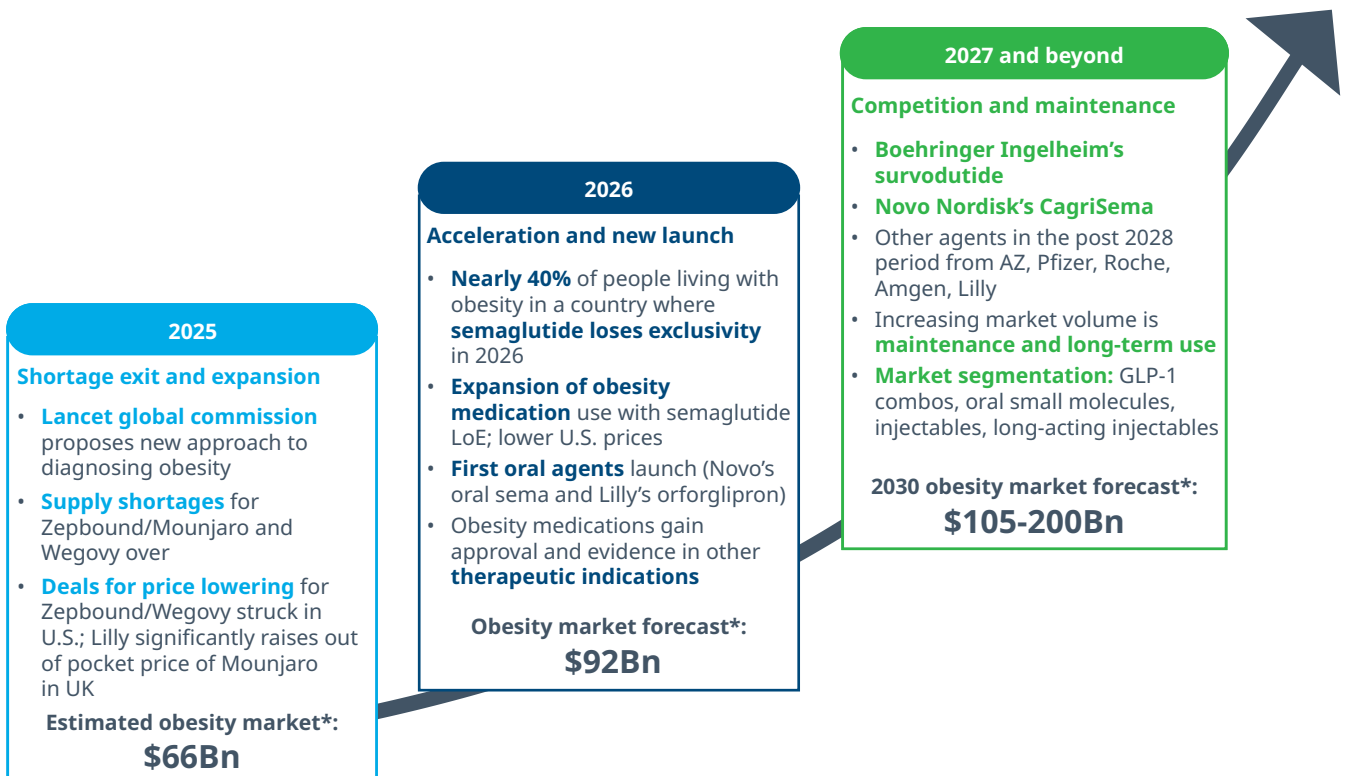 2025
Shortage exit and expansion
• Lancet global commission
proposes new approach to
diagnosing obesity
• Supply shortages for
Zepbound/Mounjaro and
Wegovy over
• Deals for price lowering for
Zepbound/Wegovy struck in
U.S.; Lilly significantly raises out
of pocket price of Mounjaro
in UK
Estimated obesity market*:
$66Bn
2026
Acceleration and new launch
• Nearly 40% of people living with
obesity in a country where
semaglutide loses exclusivity
in 2026
• Expansion of obesity
medication use with semaglutide
LoE; lower U.S. prices
• First oral agents launch (Novo’s
oral sema and Lilly’s orforglipron)
• Obesity medications gain
approval and evidence in other
therapeutic indications
Obesity market forecast*:
$92Bn
2027 and beyond
Competition and maintenance
• Boehringer Ingelheim’s
survodutide
• Novo Nordisk’s CagriSema
• Other agents in the post 2028
period from AZ, Pfizer, Roche,
Amgen, Lilly
• Increasing market volume is
maintenance and long-term use
• Market segmentation: GLP-1
combos, oral small molecules,
injectables, long-acting injectables
2030 obesity market forecast*:
$105-200Bn